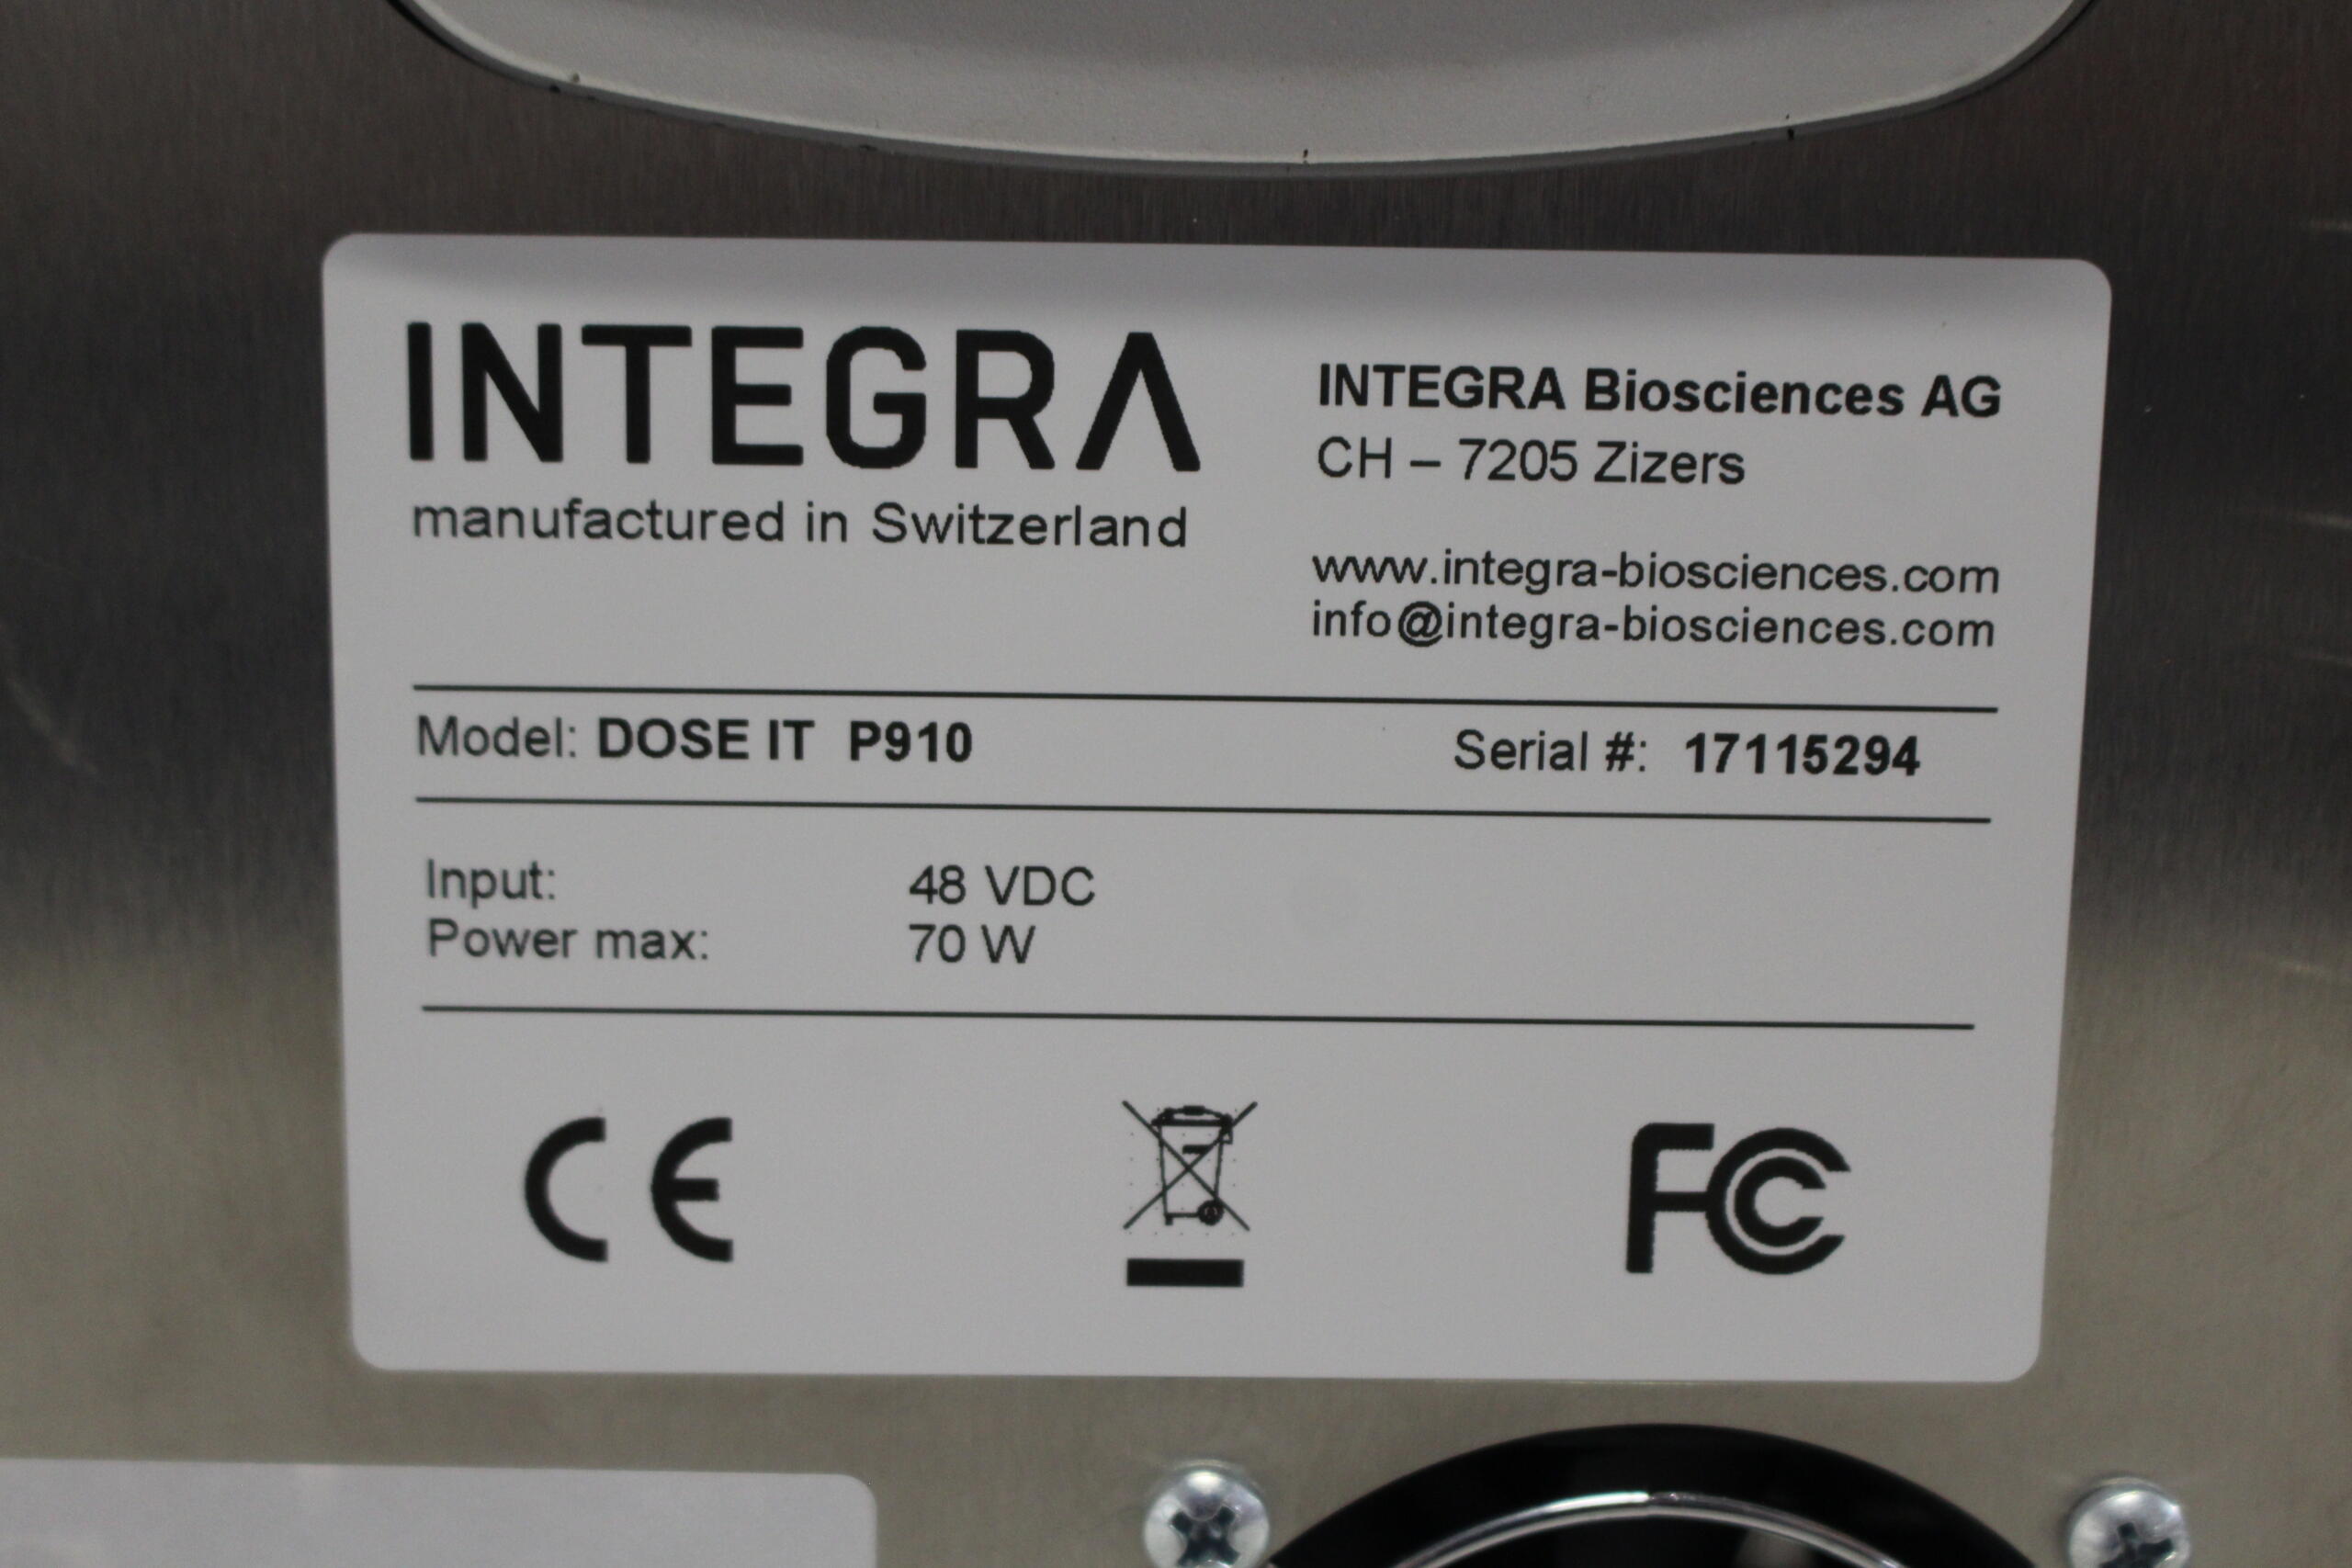 INTEGRA
manufactured in Switzerland
INTEGRA Biosciences AG
CH – 7205 Zizers
www.integra-biosciences.com
info@integra-biosciences.com
Model: DOSE IT P910
Serial #: 17115294
Input: 48 VDC
Power max: 70 W
CE
FC